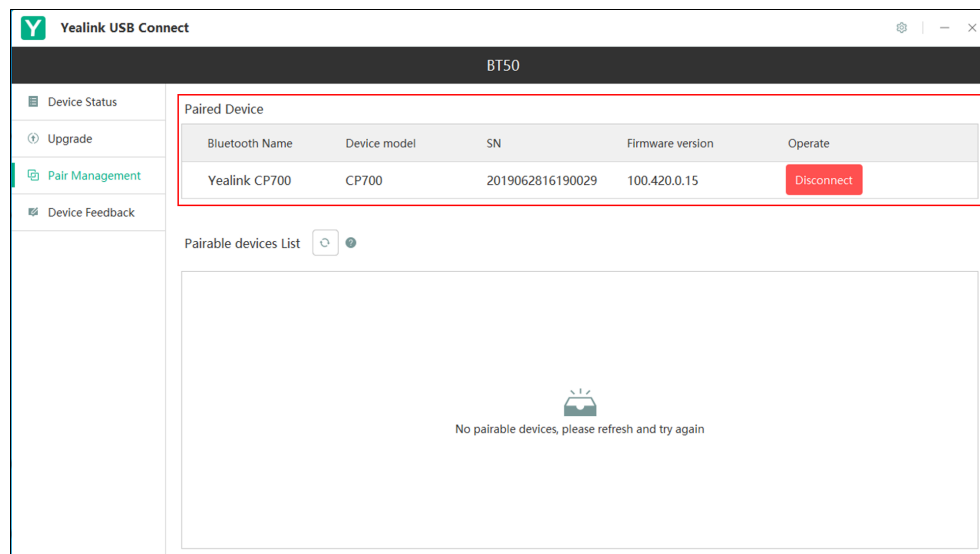 Y Yealink USB Connect
BT50
Device Status
Upgrade
Pair Management
Device Feedback
Paired Device
Bluetooth Name Device model SN Firmware version Operate
Yealink CP700 CP700 2019062816190029 100.420.0.15 Disconnect
Pairable devices List ?
No pairable devices, please refresh and try again